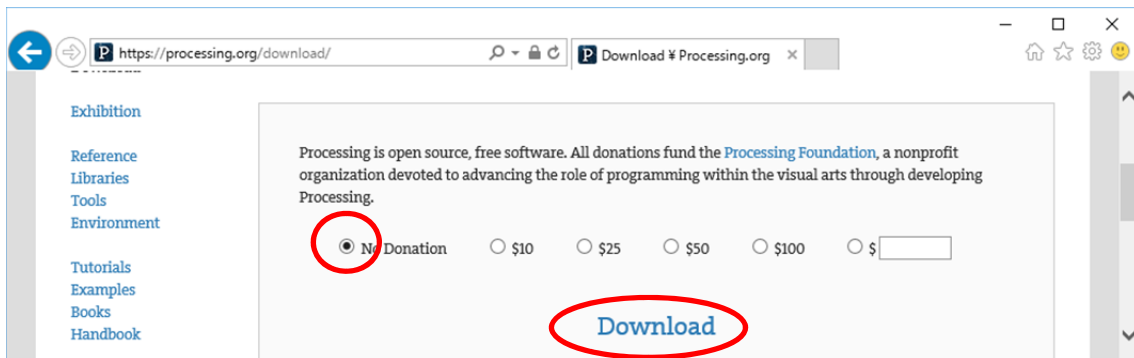 https://processing.org/download/
Download ¥ Processing.org
Exhibition
Reference
Libraries
Tools
Environment
Tutorials
Examples
Books
Handbook
Processing is open source, free software. All donations fund the Processing Foundation, a nonprofit
organization devoted to advancing the role of programming within the visual arts through developing
Processing.
No Donation $10 $25 $50 $100 $
Download